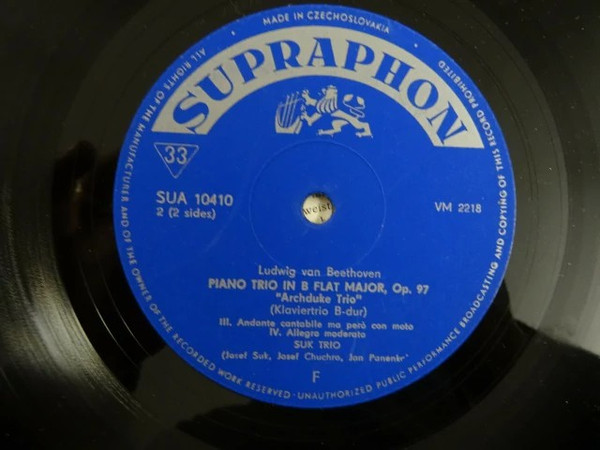 MADE IN CZECHOSLOVAKIA
ALL RIGHTS OF THE MANUFACTURER AND OF THE OWNER OF THE RECORDED WORK RESERVED · UNAUTHORIZED PUBLIC PERFORMANCE BROADCASTING AND COPYING OF THIS RECORD PROHIBITED
SUPRAPHON
33
SUA 10410
2 (2 sides)
VM 2218
weist
Ludwig van Beethoven
PIANO TRIO IN B FLAT MAJOR, Op. 97
"Archduke Trio"
(Klaviertrio B-dur)
III. Andante cantabile ma però con moto
IV. Allegro moderato
SUK TRIO
(Josef Suk, Josef Chuchro, Jan
F